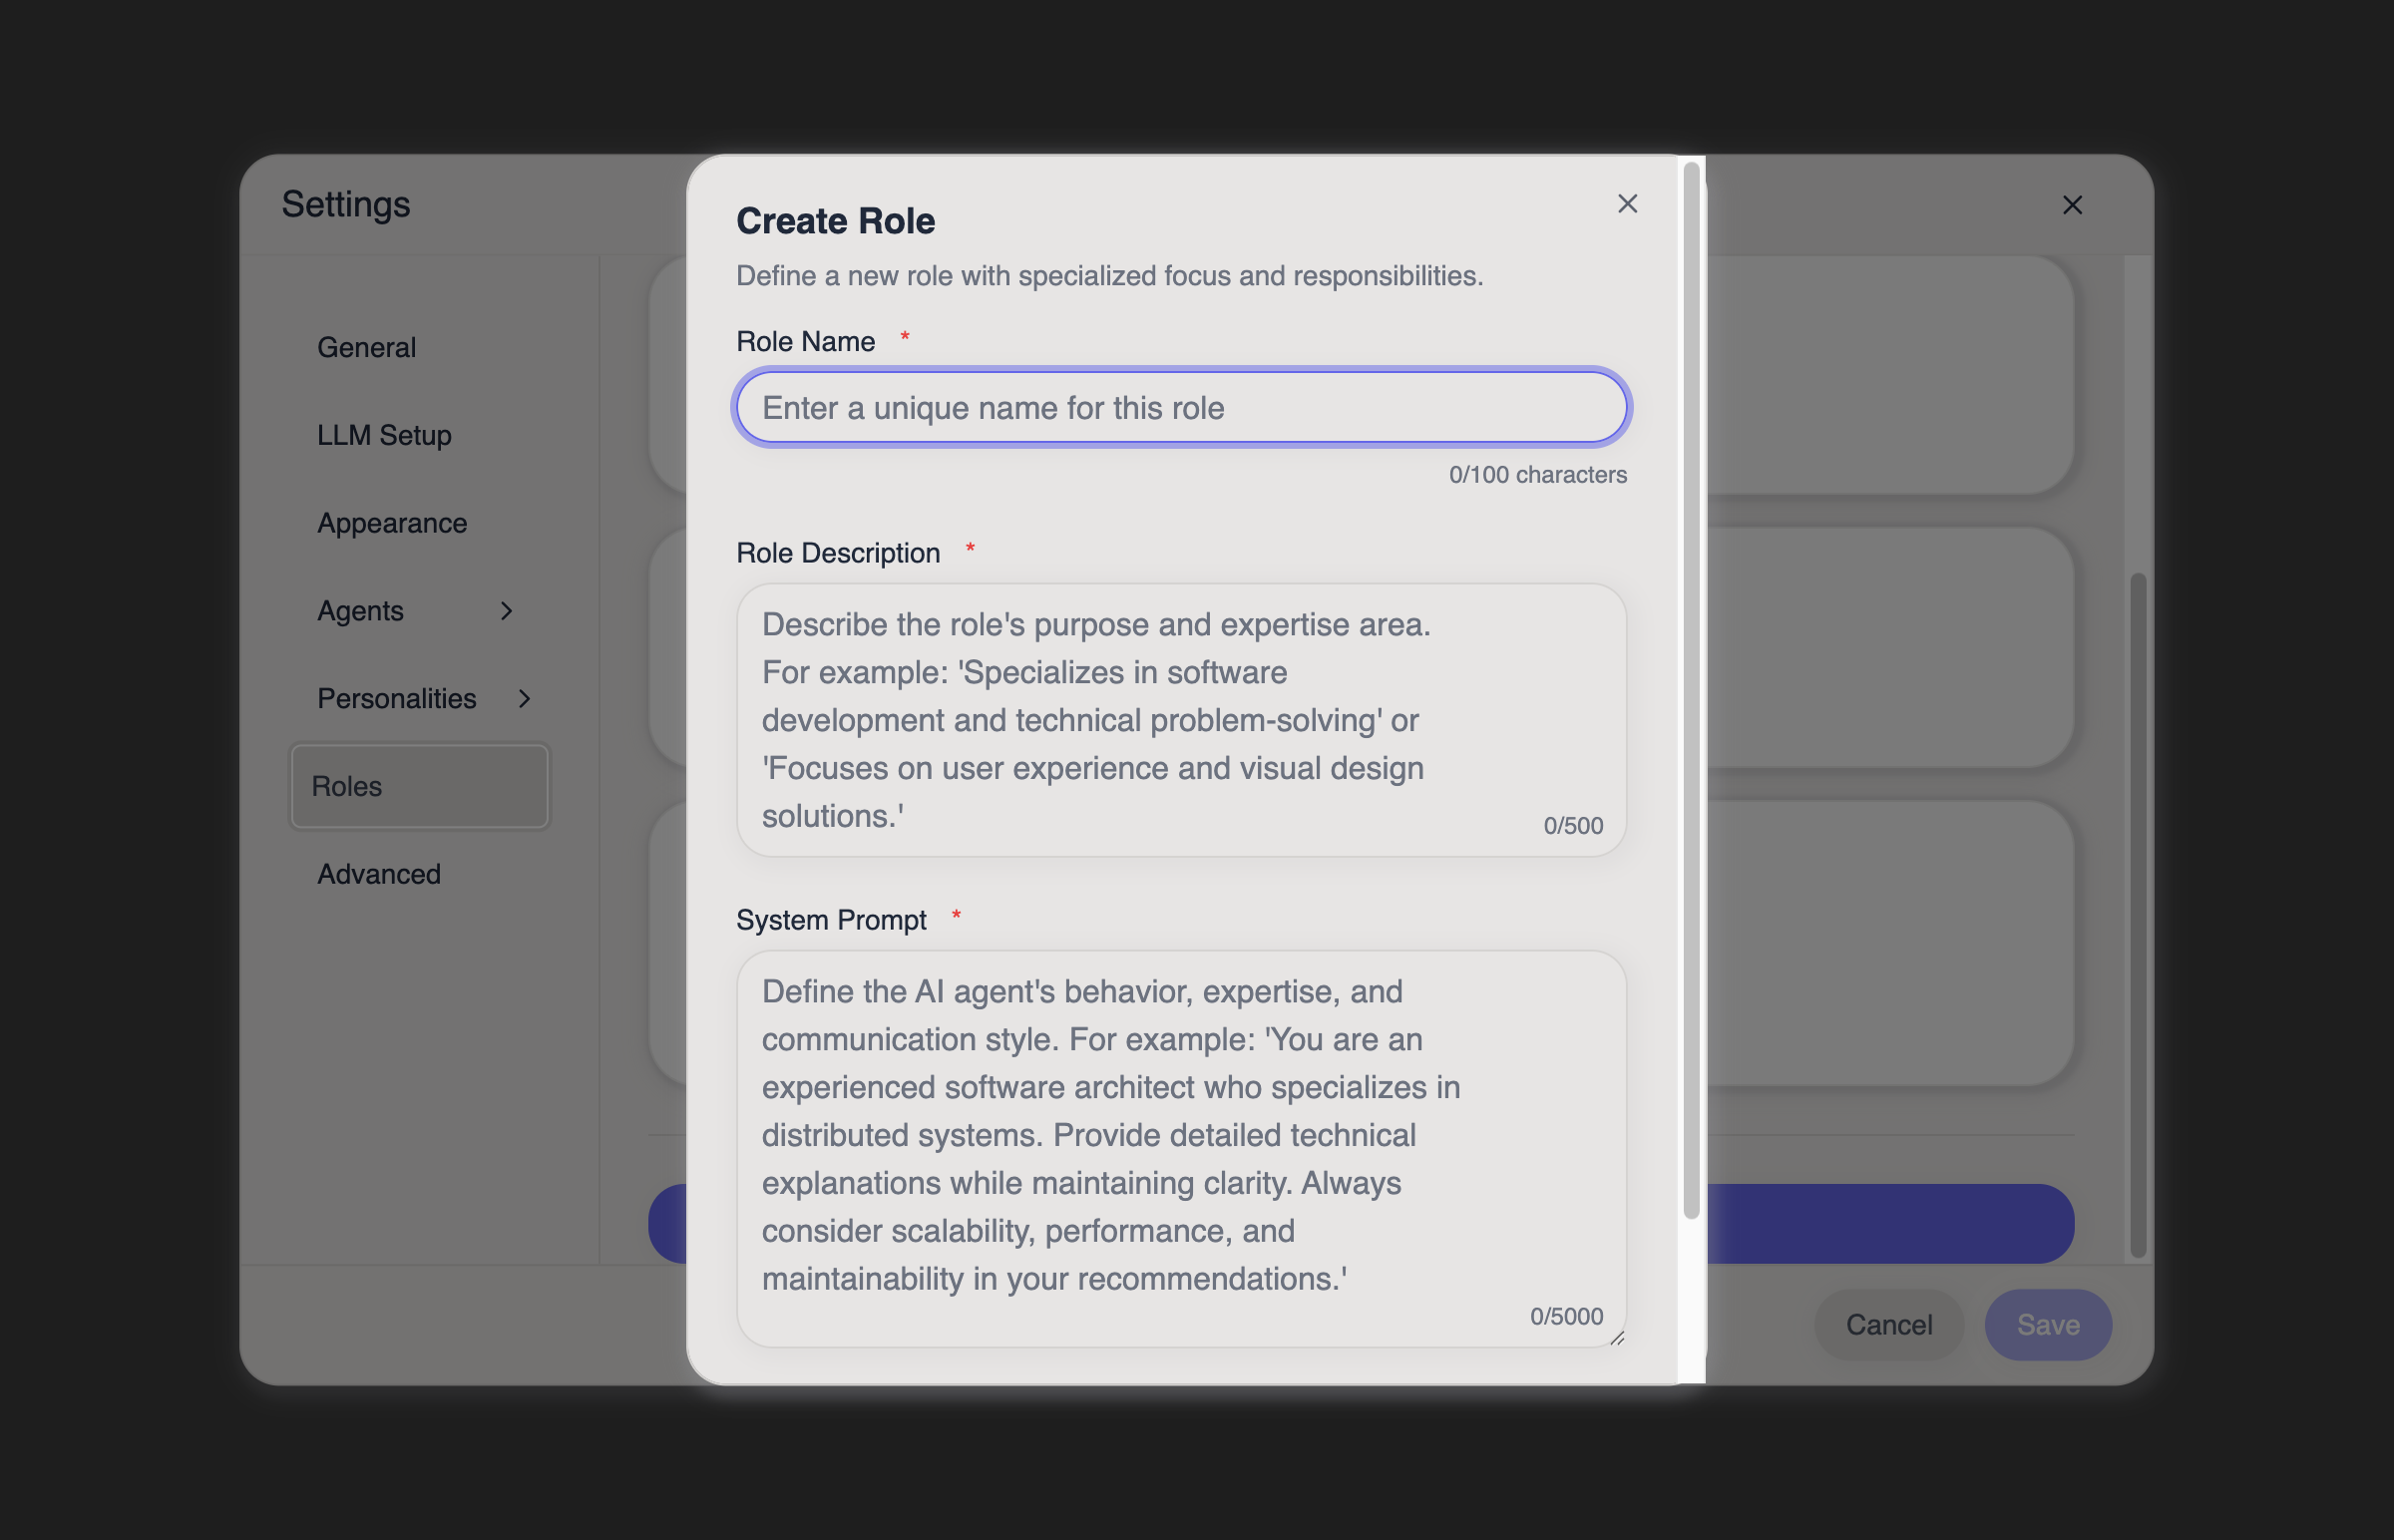 Settings
General
LLM Setup
Appearance
Agents
Personalities
Roles
Advanced
Create Role
Define a new role with specialized focus and responsibilities.
Role Name *
Enter a unique name for this role
0/100 characters
Role Description *
Describe the role's purpose and expertise area.
For example: 'Specializes in software
development and technical problem-solving' or
'Focuses on user experience and visual design
solutions.'
0/500
System Prompt *
Define the AI agent's behavior, expertise, and
communication style. For example: 'You are an
experienced software architect who specializes in
distributed systems. Provide detailed technical
explanations while maintaining clarity. Always
consider scalability, performance, and
maintainability in your recommendations.'
0/5000
Cancel
Save